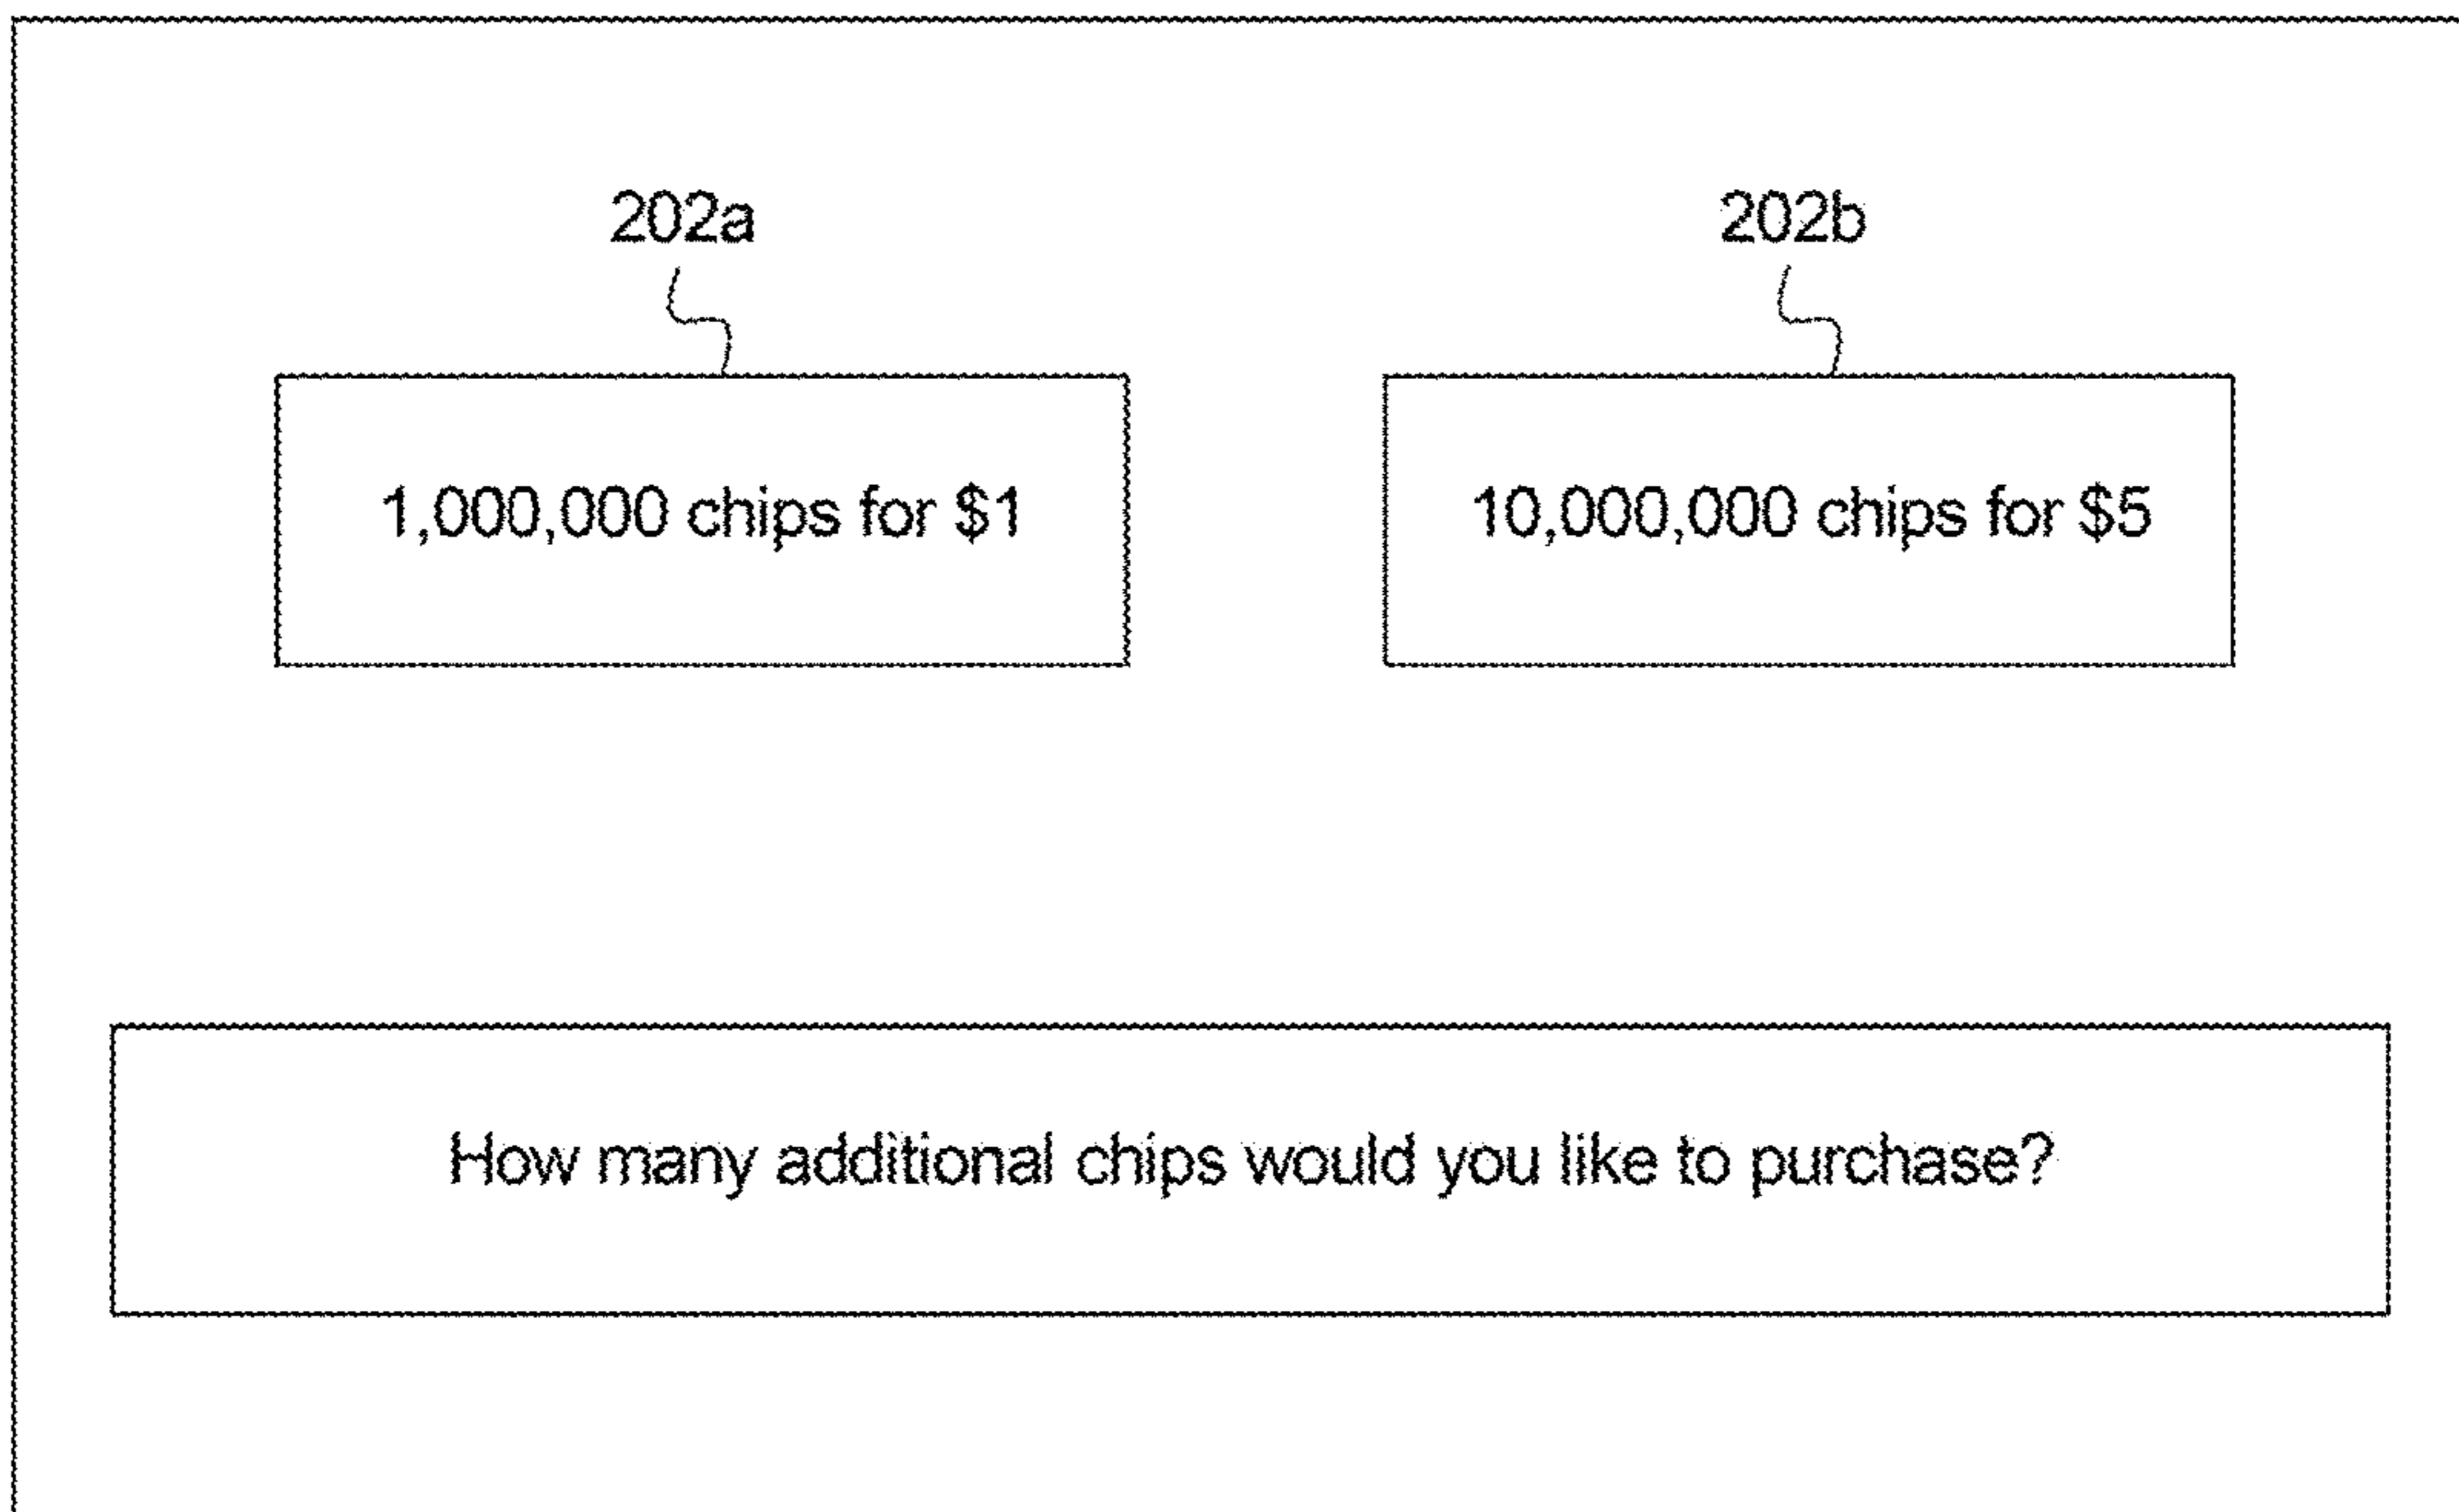 202a
202b
1,000,000 chips for $1
10,000,000 chips for $5
How many additional chips would you like to purchase?